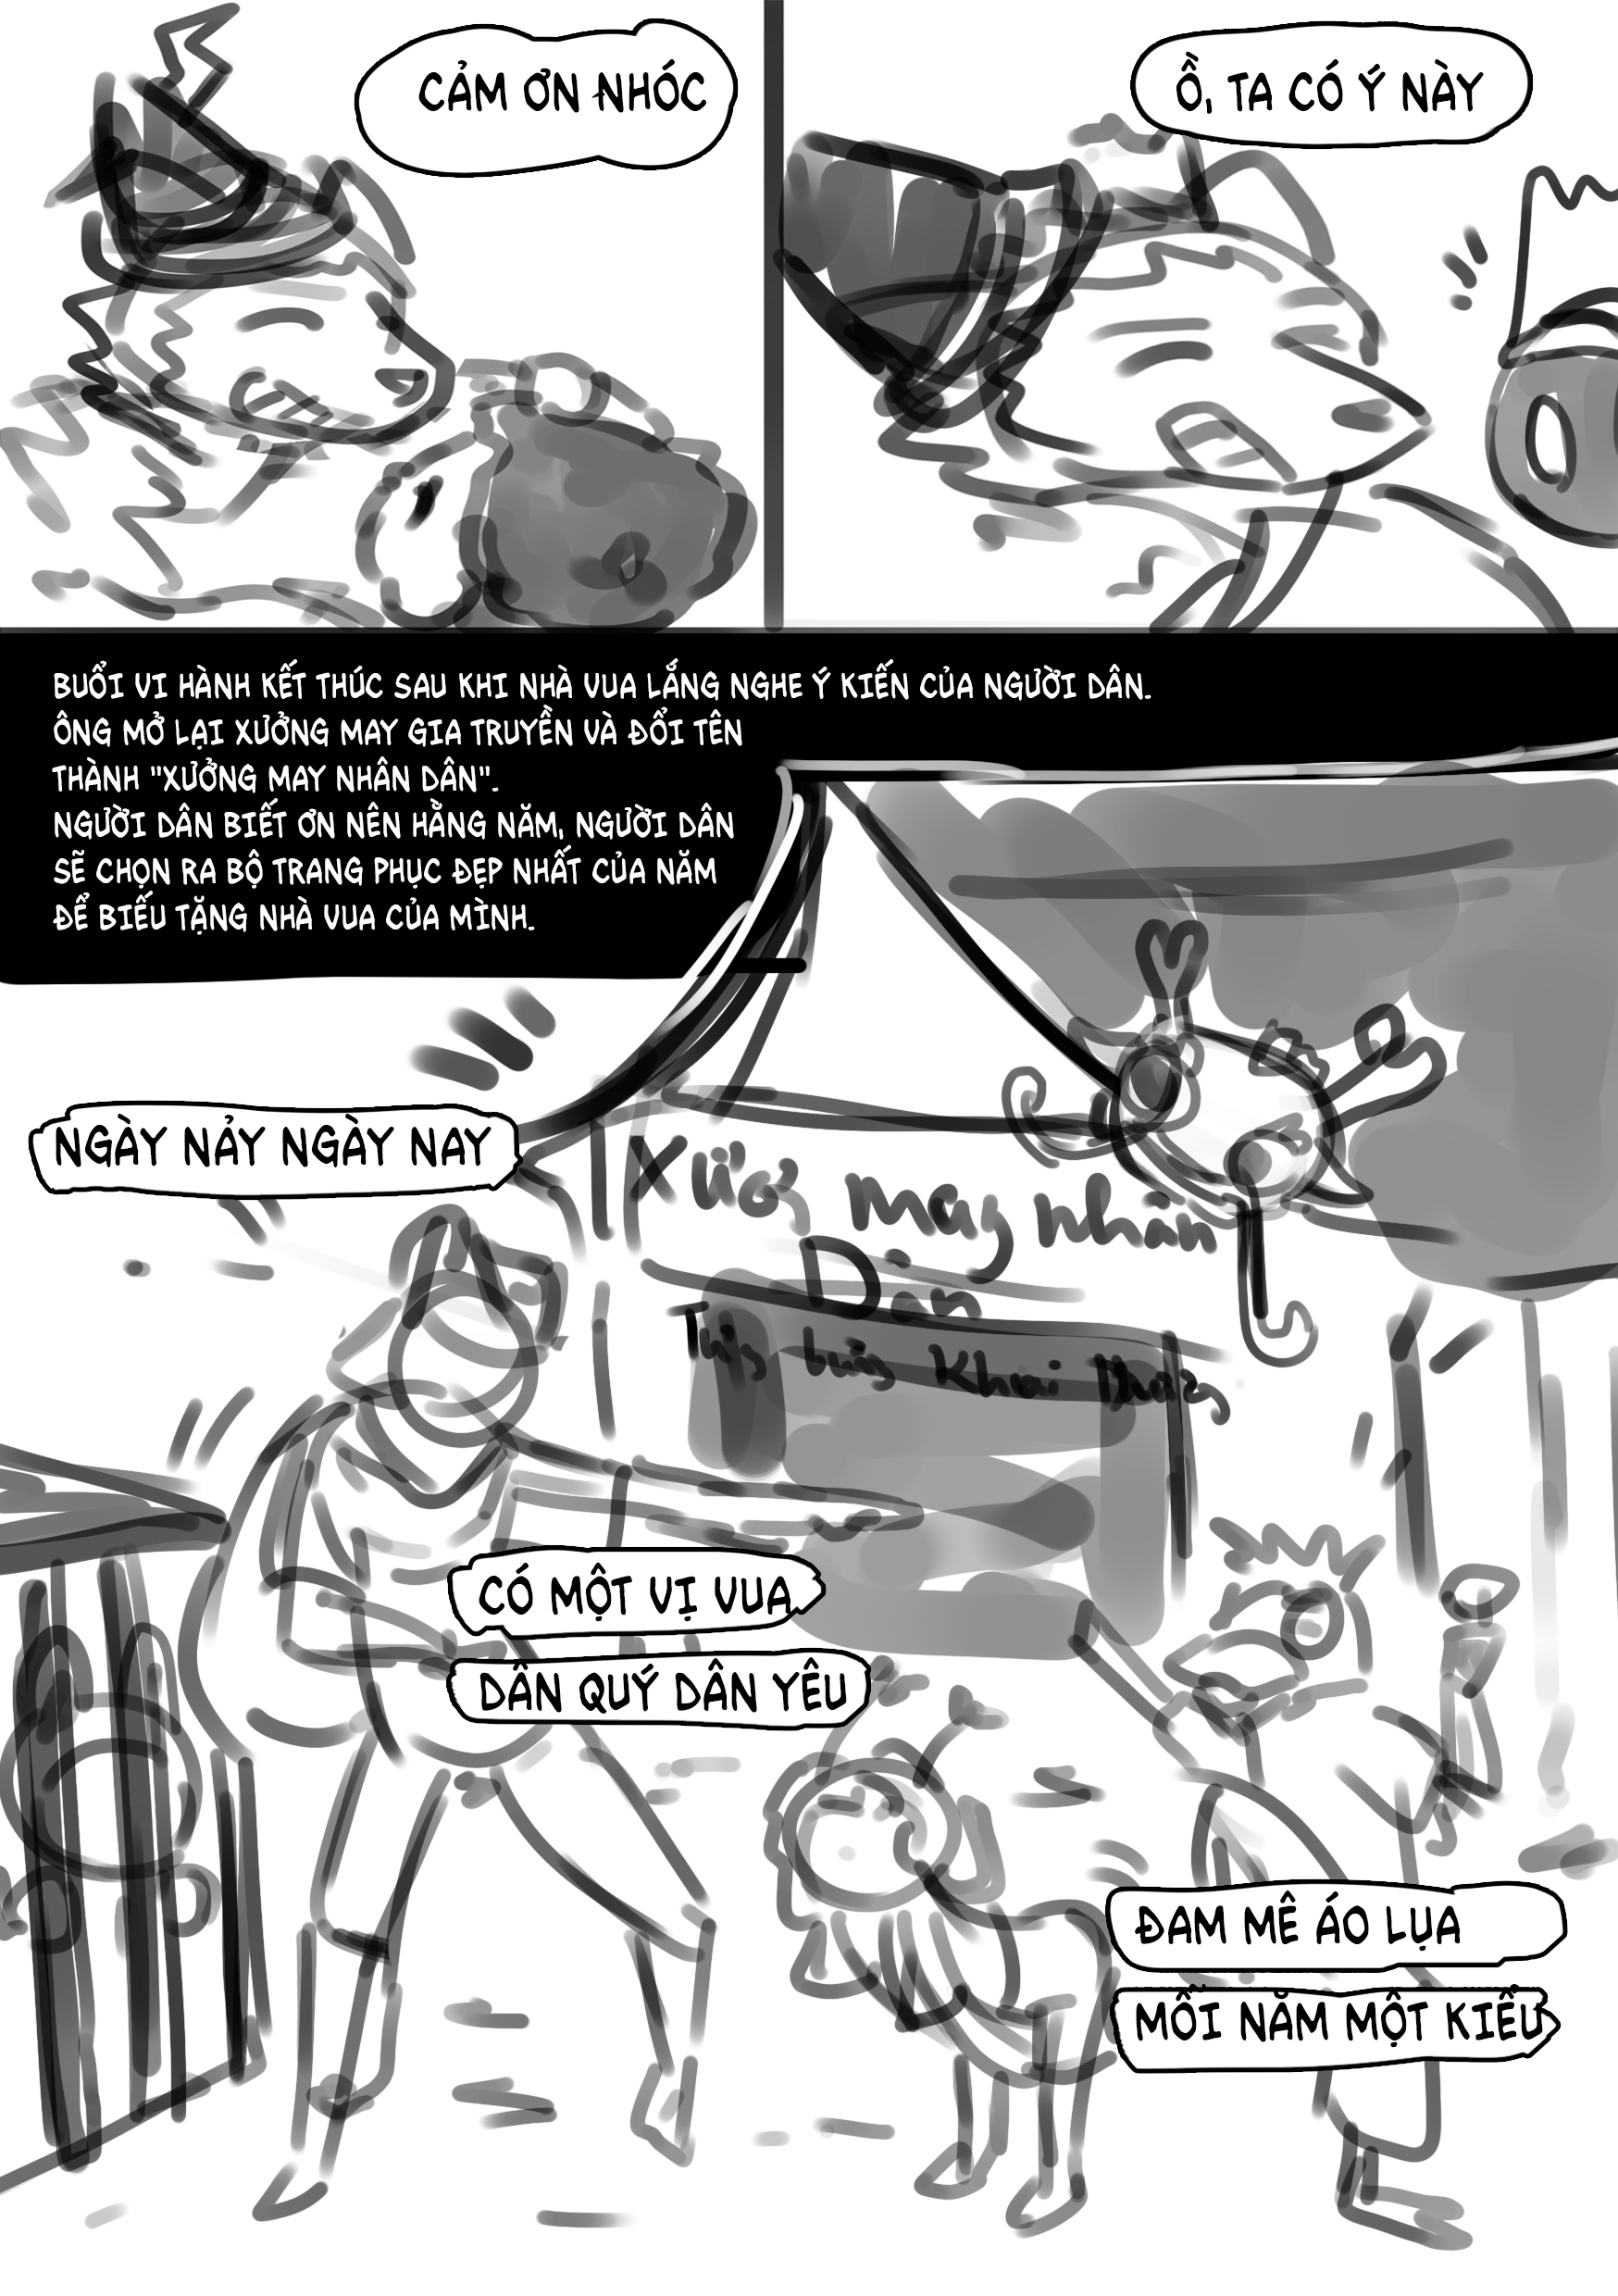 CẢM ƠN NHÓC
Ồ, TA CÓ Ý NÀY
BUỔI VI HÀNH KẾT THÚC SAU KHI NHÀ VUA LẮNG NGHE Ý KIẾN CỦA NGƯỜI DÂN.
ÔNG MỞ LẠI XƯỞNG MAY GIA TRUYỀN VÀ ĐỔI TÊN
THÀNH "XƯỞNG MAY NHÂN DÂN".
NGƯỜI DÂN BIẾT ƠN NÊN HẰNG NĂM, NGƯỜI DÂN
SẼ CHỌN RA BỘ TRANG PHỤC ĐẸP NHẤT CỦA NĂM
ĐỂ BIẾU TẶNG NHÀ VUA CỦA MÌNH.
NGÀY NẢY NGÀY NAY
may nhân
Dân
CÓ MỘT VỊ VUA
DÂN QUÝ DÂN YÊU
ĐAM MÊ ÁO LỤA
MỖI NĂM MỘT KIỂU